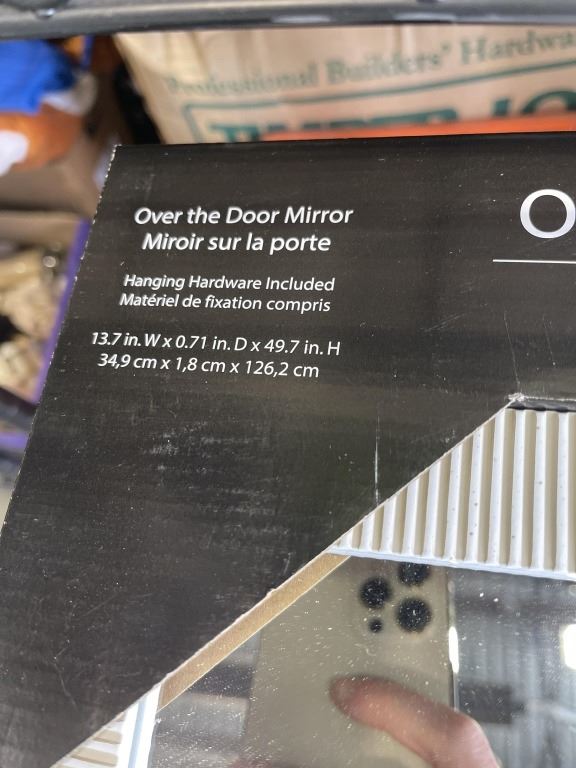 Professional Builders' Hardwa
Over the Door Mirror
Miroir sur la porte
O
Hanging Hardware Included
Matériel de fixation compris
13.7 in. W x 0.71 in. D x 49.7 in. H
34,9 cm x 1,8 cm x 126,2 cm